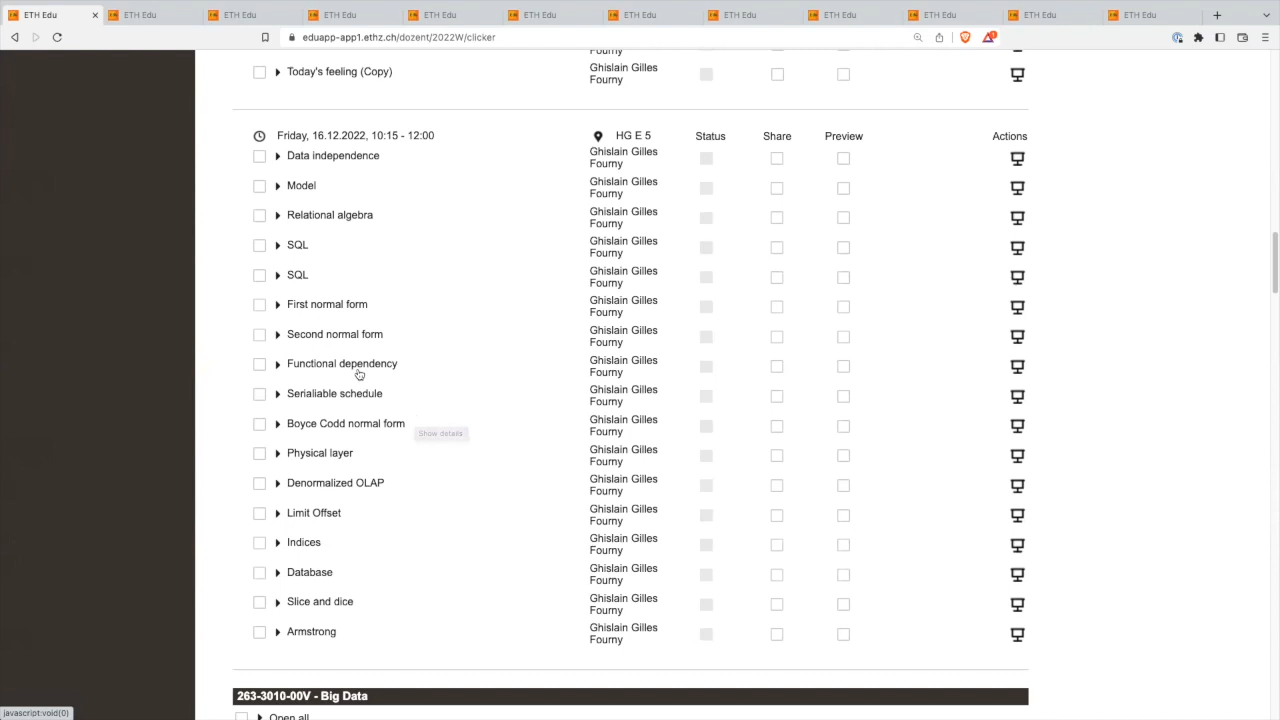 ETH Edu ETH Edu ETH Edu ETH Edu ETH Edu ETH Edu ETH Edu ETH Edu ETH Edu ETH Edu ETH Edu ETH Edu
eduapp-app1.ethz.ch/dozent/2022W/clicker
Fourny
Today's feeling (Copy) Ghislain Gilles
Fourny
Friday, 16.12.2022, 10:15 - 12:00 HG E 5 Status Share Preview Actions
Data independence Ghislain Gilles
Fourny
Model Ghislain Gilles
Fourny
Relational algebra Ghislain Gilles
Fourny
SQL Ghislain Gilles
Fourny
SQL Ghislain Gilles
Fourny
First normal form Ghislain Gilles
Fourny
Second normal form Ghislain Gilles
Fourny
Functional dependency Ghislain Gilles
Fourny
Serialiable schedule Ghislain Gilles
Fourny
Boyce Codd normal form Ghislain Gilles
Fourny
Show details
Physical layer Ghislain Gilles
Fourny
Denormalized OLAP Ghislain Gilles
Fourny
Limit Offset Ghislain Gilles
Fourny
Indices Ghislain Gilles
Fourny
Database Ghislain Gilles
Fourny
Slice and dice Ghislain Gilles
Fourny
Armstrong Ghislain Gilles
Fourny
263-3010-00V - Big Data
Open all
javascript:void(0)